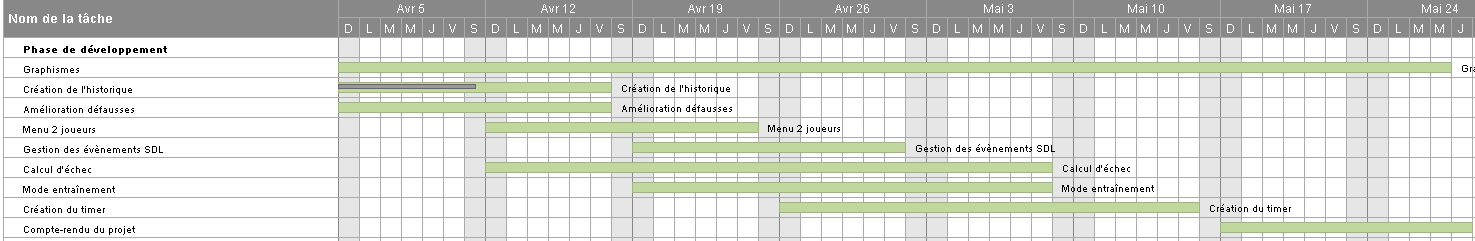 Nom de la tâche
Avr 5 Avr 12 Avr 19 Avr 26 Mai 3 Mai 10 Mai 17 Mai 24
D L M M J V S D L M M J V S D L M M J V S D L M M J V S D L M M J V S D L M M J V S D L M M J V S D L M M J
Phase de développement
Graphismes Gra
Création de l'historique Création de l'historique
Amélioration défausses Amélioration défausses
Menu 2 joueurs Menu 2 joueurs
Gestion des évènements SDL Gestion des évènements SDL
Calcul d'échec Calcul d'échec
Mode entraînement Mode entraînement
Création du timer Création du timer
Compte-rendu du projet